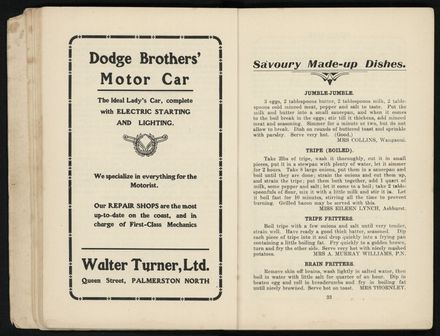 Dodge Brothers'
Motor Car
The Ideal Lady's Car, complete
with ELECTRIC STARTING
AND LIGHTING.
We specialize in everything for the
Motorist.
Our REPAIR SHOPS are the most
up-to-date on the coast, and in
charge of First-Class Mechanics
Walter Turner, Ltd.
Queen Street, PALMERSTON NORTH
Savoury Made-up Dishes.
JUMBLE-JUMBLE.
3 eggs, 2 tablespoons butter, 2 tablespoons milk, 2 table-
spoons cold minced meat, pepper and salt to taste. Put the
milk and butter into a small saucepan, and when it comes
to the boil break in the eggs; stir till it thickens, add minced
meat and seasoning. Simmer for a minute or two, but do not
allow to break. Dish on rounds of buttered toast and sprinkle
with parsley. Serve very hot. (Good.)
MRS COLLINS, Wanganui.
TRIPE (BOILED).
Take 2lbs of tripe, wash it thoroughly, cut it in small
pieces, put it in a stewpan with plenty of water, let it simmer
for 2 hours. Take 8 large onions, put them in a saucepan and
boil until they are done; strain the onions and cut them up,
and strain the tripe; put them both together, add 1 quart of
milk, some pepper and salt; let it come to a boil; take 2 table-
spoonfuls of flour, mix it with a little milk and stir it in. Let
it boil fast for 10 minutes, stirring all the time to prevent
burning. Grilled bacon may be served with this.
MISS EILEEN LYNCH, Ashhurst.
TRIPE FRITTERS.
Boil tripe with a few onions and salt until very tender,
strain well. Have ready a good thick batter, seasoned. Dip
each piece of tripe into it and drop quickly into a frying pan
containing a little boiling fat. Fry quickly to a golden brown,
turn and fry the other side. Serve very hot with nicely mashed
potatoes. MRS A. MURRAY WILLIAMS, P.N.
BRAIN FRITTERS.
Remove skin off brains, wash lightly in salted water, then
boil in water with little salt for quarter of an hour. Dip in
beaten egg and roll in breadcrumbs and fry in boiling fat
until nicely browned. Serve hot on toast. MRS THORNLEY.
33